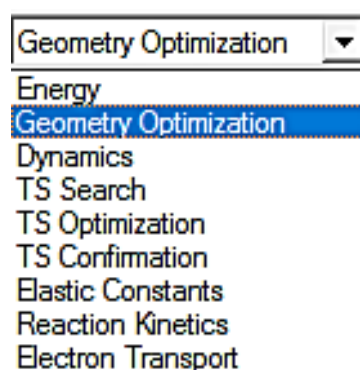 Geometry Optimization
Energy
Geometry Optimization
Dynamics
TS Search
TS Optimization
TS Confirmation
Elastic Constants
Reaction Kinetics
Electron Transport